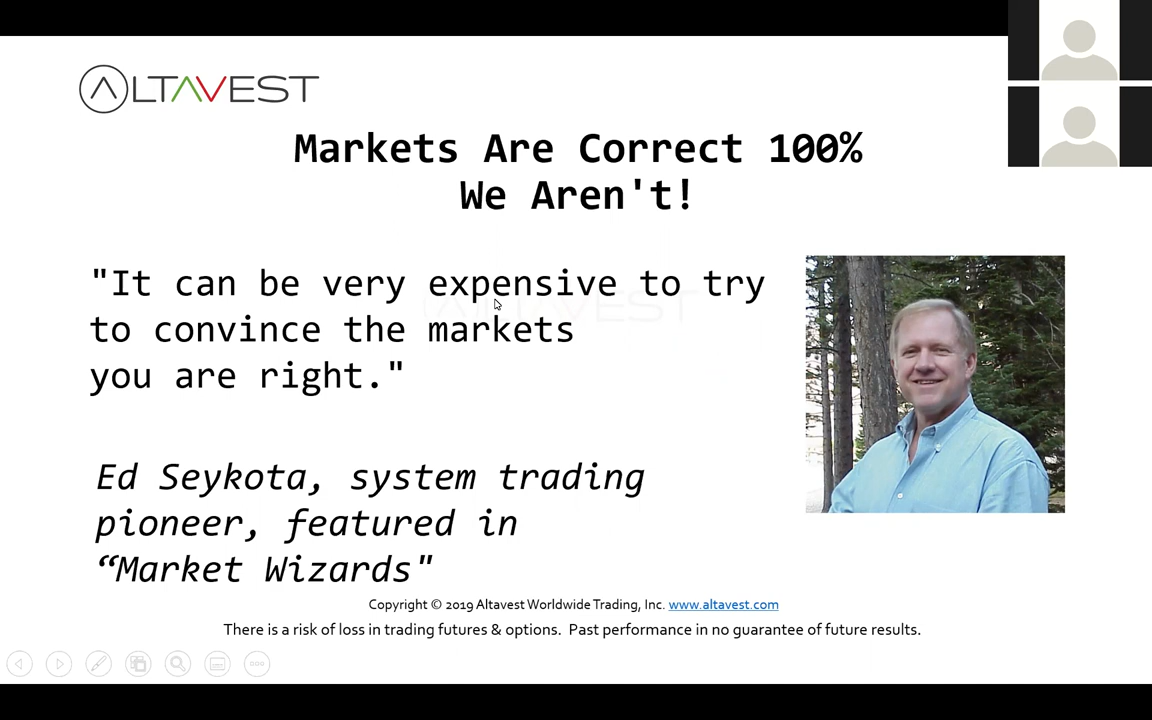 ALTAVEST
Markets Are Correct 100%
We Aren't!
"It can be very expensive to try
to convince the markets
you are right."
ALTAVEST
Ed Seykota, system trading
pioneer, featured in
“Market Wizards"
Copyright © 2019 Altavest Worldwide Trading, Inc. www.altavest.com
There is a risk of loss in trading futures & options.  Past performance in no guarantee of future results.